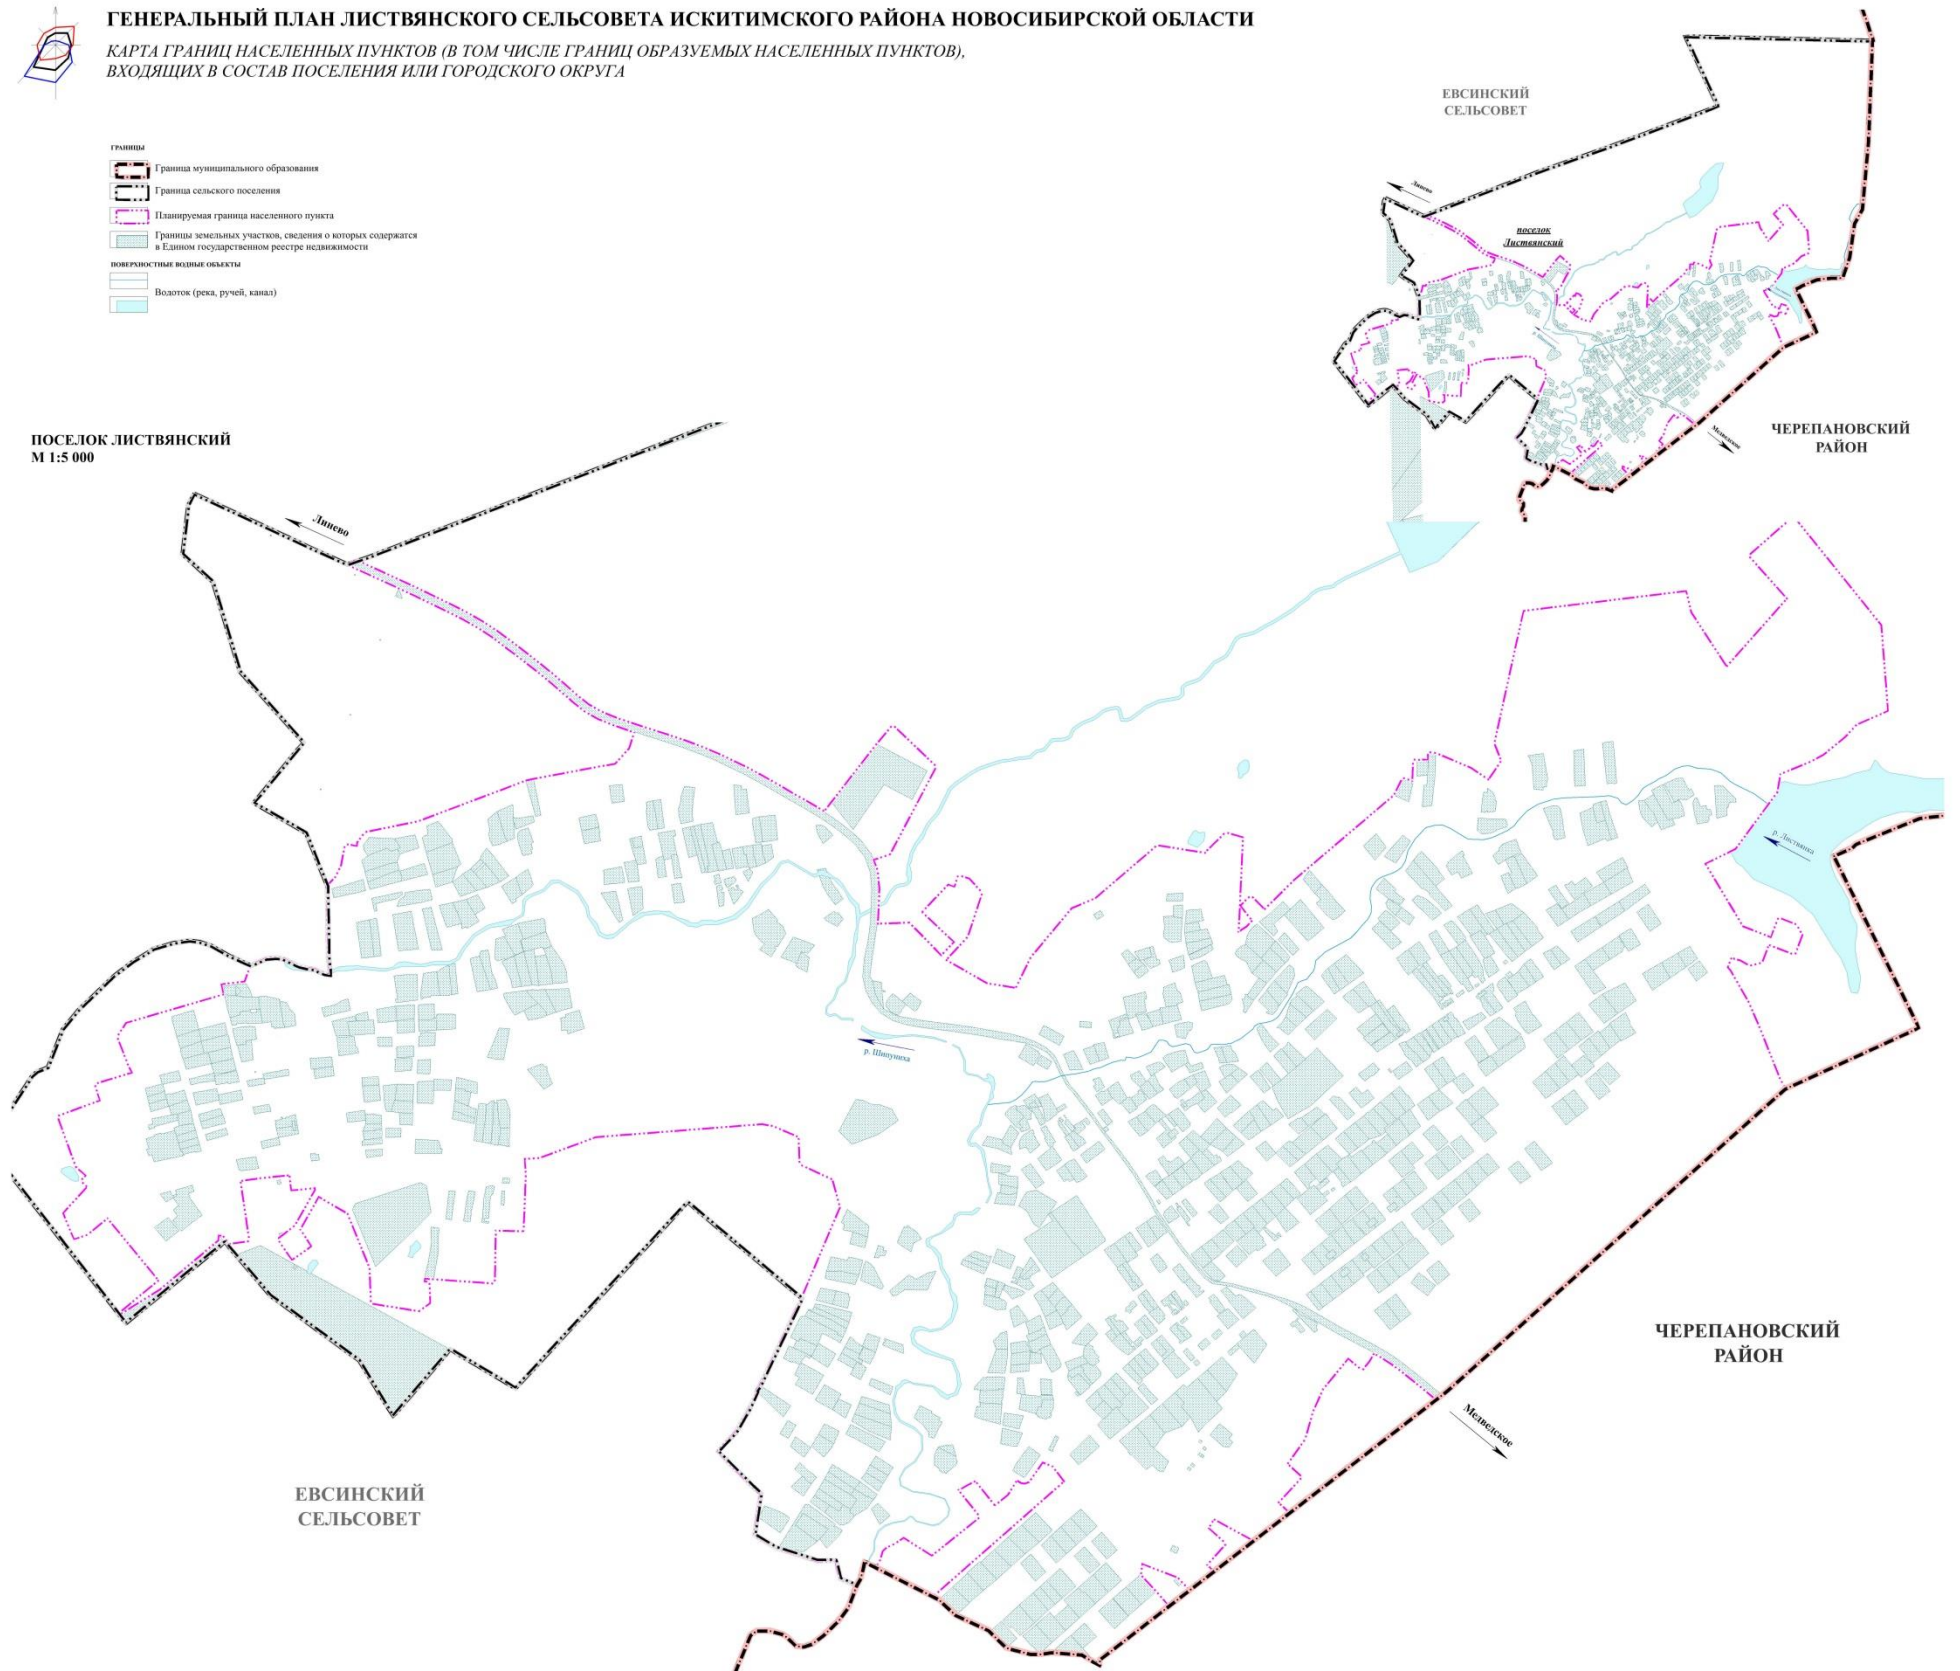 ГЕНЕРАЛЬНЫЙ ПЛАН ЛИСТВЯНСКОГО СЕЛЬСОВЕТА ИСКИТИМСКОГО РАЙОНА НОВОСИБИРСКОЙ ОБЛАСТИ
КАРТА ГРАНИЦ НАСЕЛЕННЫХ ПУНКТОВ (В ТОМ ЧИСЛЕ ГРАНИЦ ОБРАЗУЕМЫХ НАСЕЛЕННЫХ ПУНКТОВ),
ВХОДЯЩИХ В СОСТАВ ПОСЕЛЕНИЯ ИЛИ ГОРОДСКОГО ОКРУГА
ГРАНИЦЫ
Граница муниципального образования
Граница сельского поселения
Планируемая граница населенного пункта
Границы земельных участков, сведения о которых содержатся
в Едином государственном реестре недвижимости
ПОВЕРХНОСТНЫЕ ВОДНЫЕ ОБЪЕКТЫ
Водоток (река, ручей, канал)
ЕВСИНСКИЙ
СЕЛЬСОВЕТ
Линево
поселок
Листвянский
Медведское
ЧЕРЕПАНОВСКИЙ
РАЙОН
ПОСЕЛОК ЛИСТВЯНСКИЙ
М 1:5 000
Линево
р. Листвянка
р. Шипуниха
ЧЕРЕПАНОВСКИЙ
РАЙОН
Медведское
ЕВСИНСКИЙ
СЕЛЬСОВЕТ